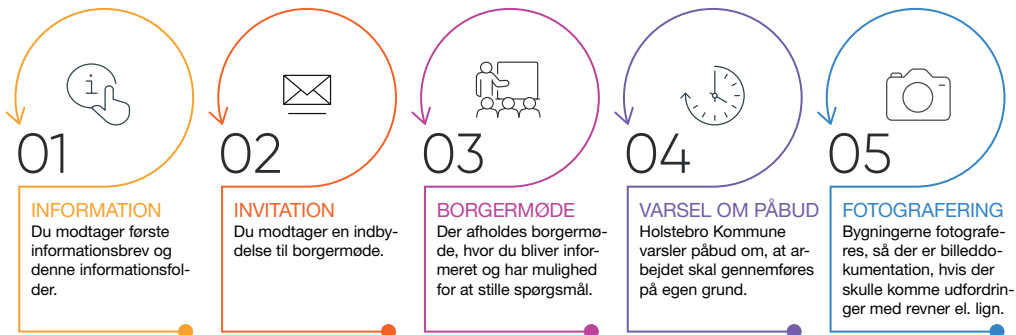 i
01
INFORMATION
Du modtager første
informationsbrev og
denne informationsfol-
der.
02
INVITATION
Du modtager en indby-
delse til borgermøde.
03
BORGERMØDE
Der afholdes borgermø-
de, hvor du bliver infor-
meret og har mulighed
for at stille spørgsmål.
04
VARSEL OM PÅBUD
Holstebro Kommune
varsler påbud om, at ar-
bejdet skal gennemføres
på egen grund.
05
FOTOGRAFERING
Bygningerne fotografe-
res, så der er billeddo-
kumentation, hvis der
skulle komme udfordrin-
ger med revner el. lign.